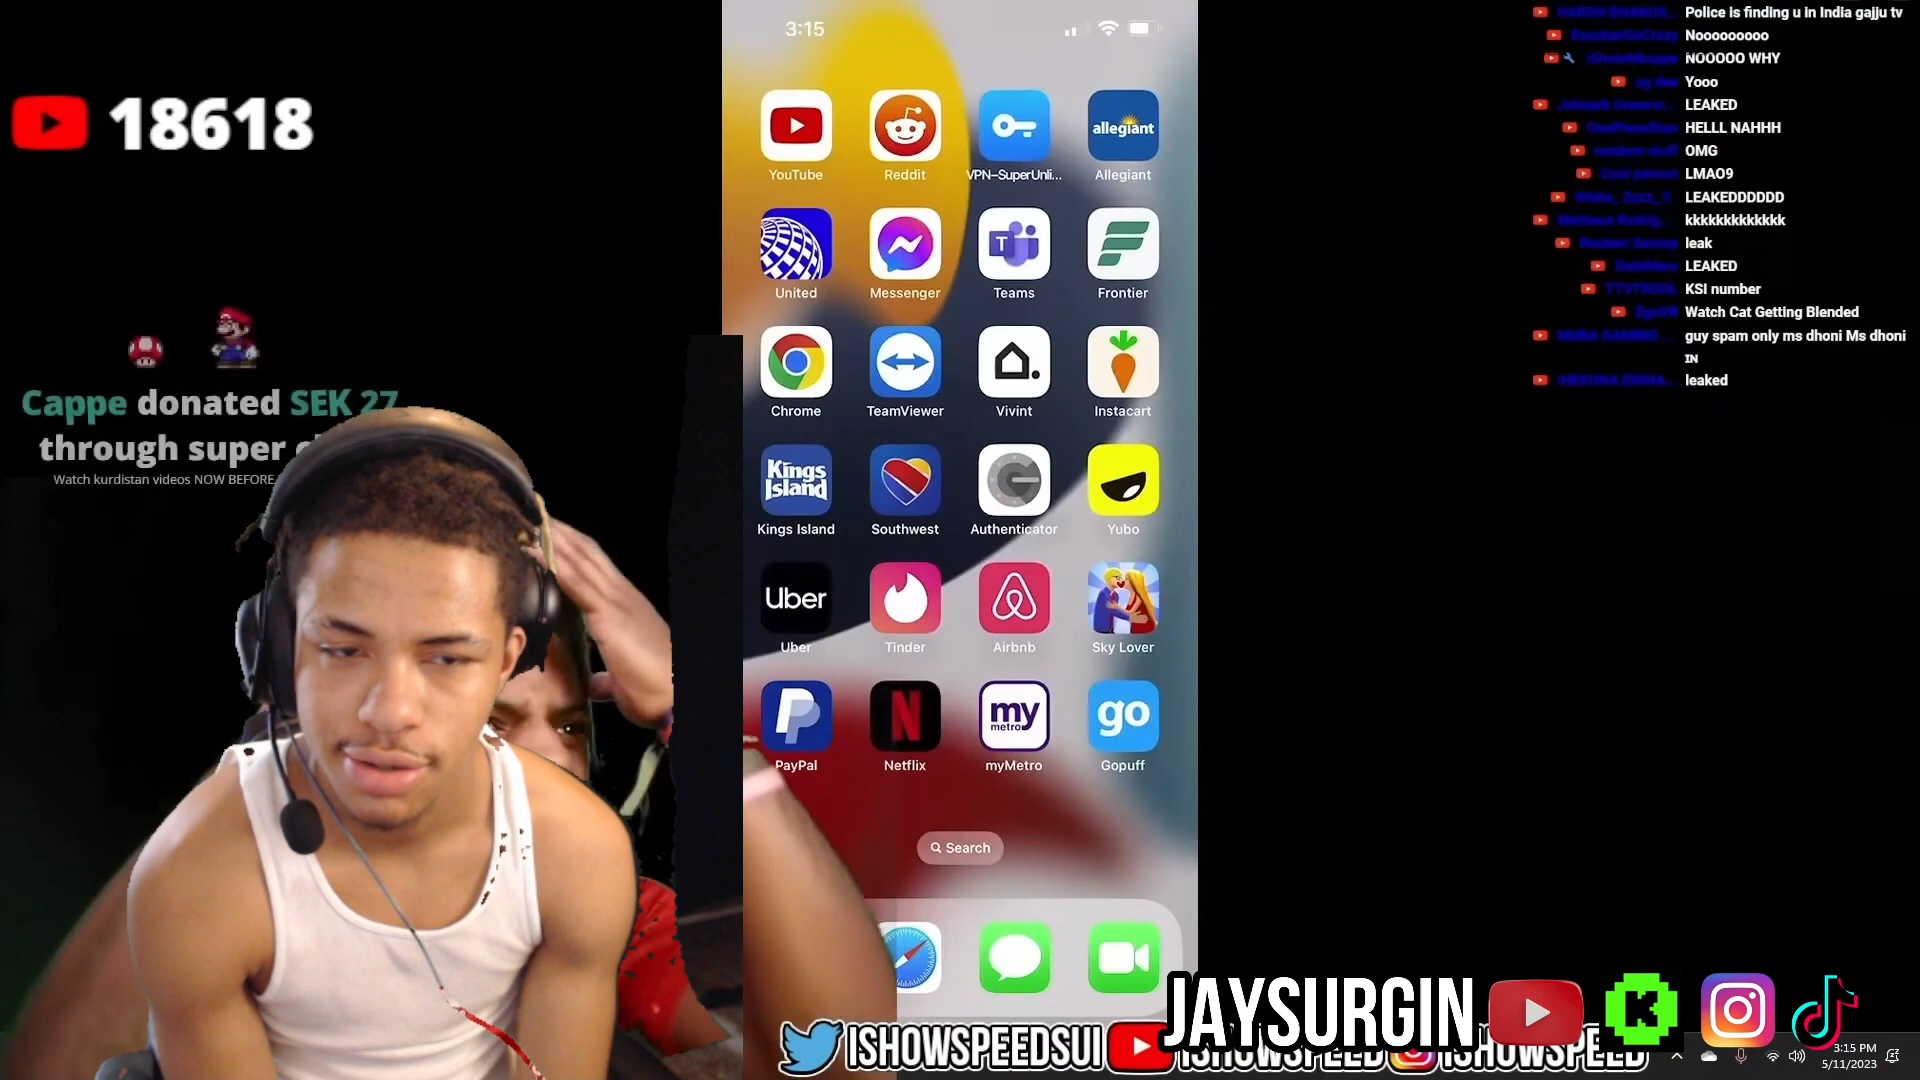 3:15
18618
YouTube
Reddit
VPN-SuperUnli...
allegiant
Allegiant
United
Messenger
T
Teams
Frontier
Chrome
TeamViewer
Vivint
Instacart
Kings Island
Kings Island
Southwest
Authenticator
Yubo
Uber
Uber
Tinder
Airbnb
Sky Lover
PayPal
Netflix
my metro
myMetro
go
Gopuff
Search
Cappe donated SEK 27
through super
Watch kurdistan videos NOW BEFORE
Police is finding u in India gajju tv
Nooooooooo
NOOOOO WHY
Yooo
LEAKED
HELLL NAHHH
OMG
LMAO9
LEAKEDDDDDD
kkkkkkkkkkkkk
leak
LEAKED
KSI number
Watch Cat Getting Blended
guy spam only ms dhoni Ms dhoni
IN
leaked
JAYSURGIN
ISHOWSPEEDSUI
ISHOWSPEED
ISHOWSPEED
3:15 PM
5/11/2023